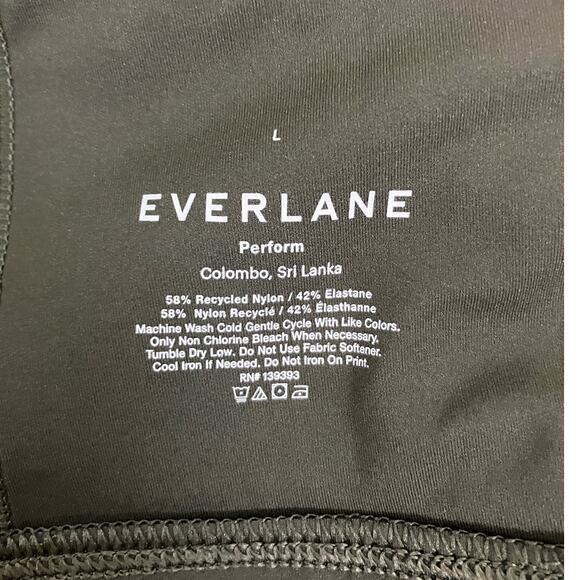 L
EVERLANE
Perform
Colombo, Sri Lanka
58% Recycled Nylon / 42% Elastane
58% Nylon Recyclé / 42% Élasthanne
Machine Wash Cold Gentle Cycle With Like Colors.
Only Non Chlorine Bleach When Necessary.
Tumble Dry Low. Do Not Use Fabric Softener.
Cool Iron If Needed. Do Not Iron On Print.
RN# 139393